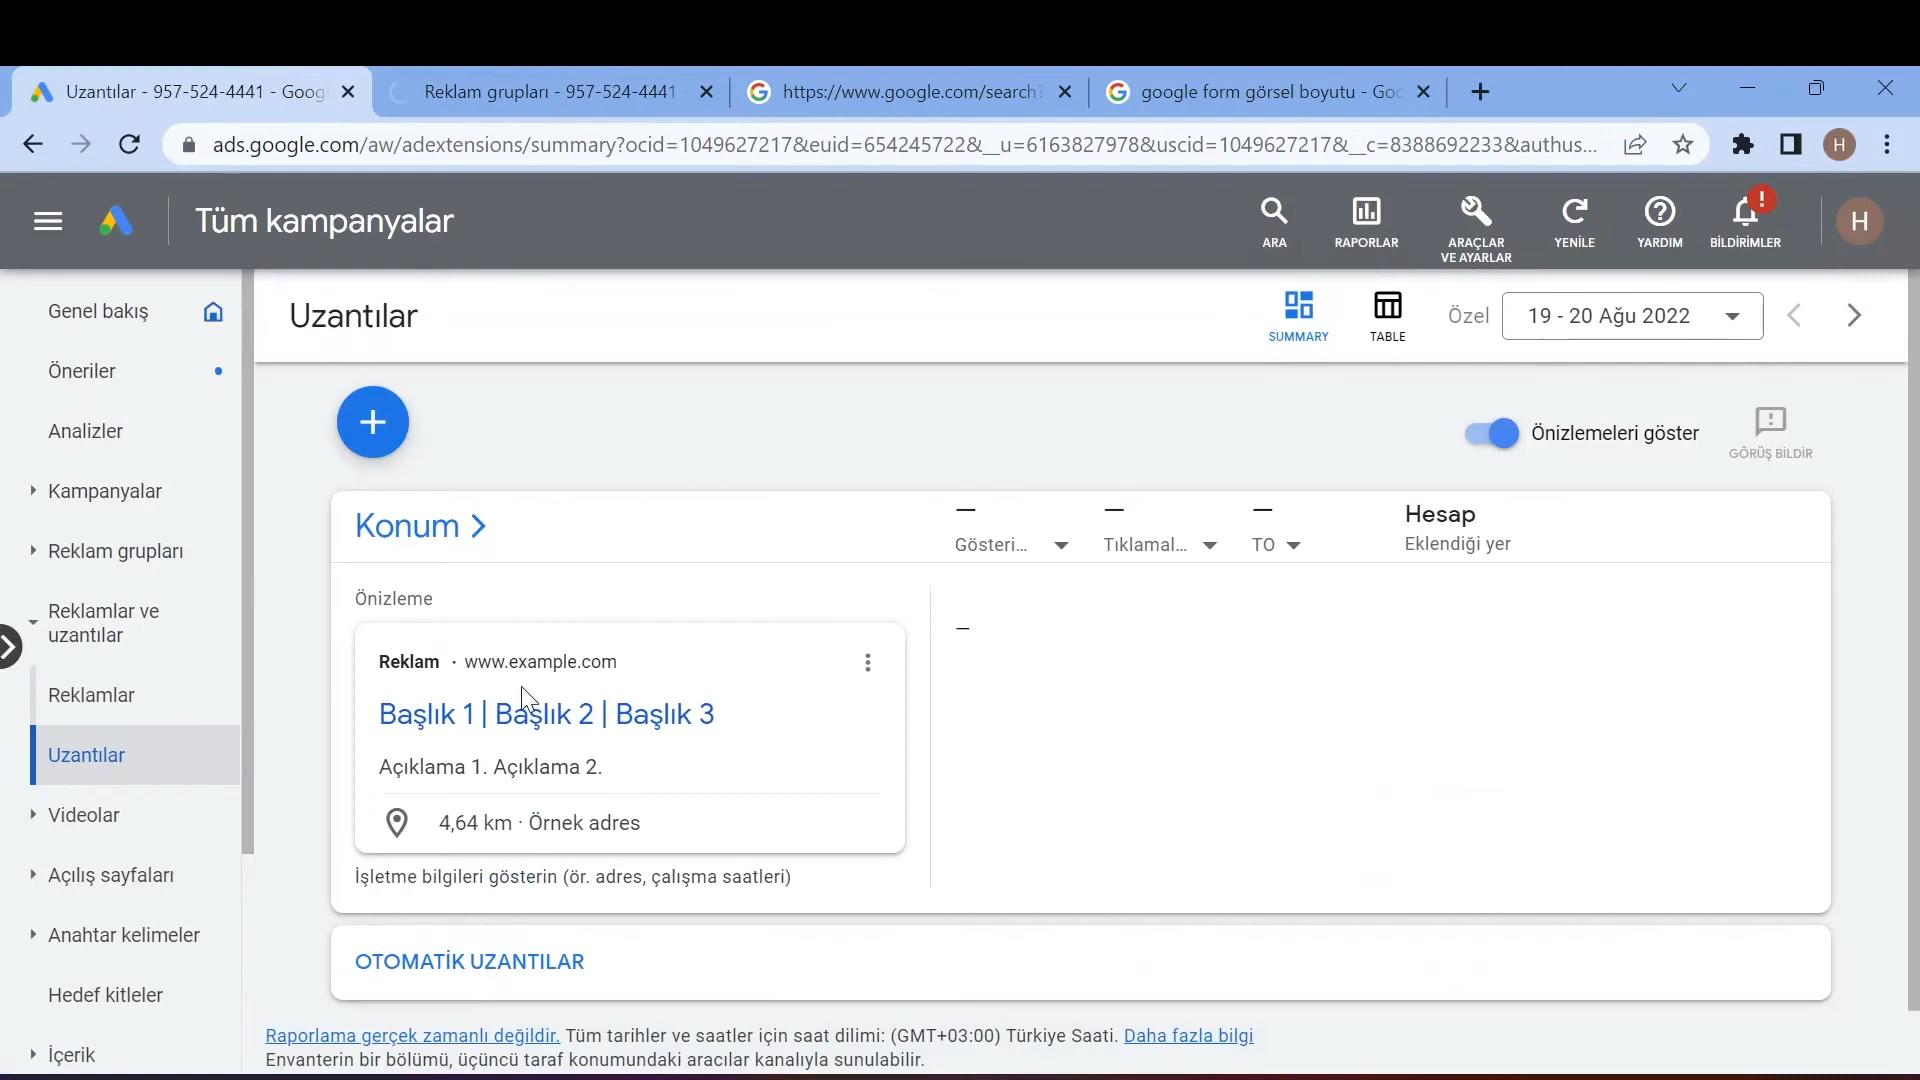 Uzantılar - 957-524-4441 - Googl
Reklam grupları - 957-524-4441
https://www.google.com/search?
google form görsel boyutu - Goo
ads.google.com/aw/adextensions/summary?ocid=1049627217&euid=654245722&__u=6163827978&uscid=1049627217&__c=8388692233&authus...
H
Tüm kampanyalar
ARA
RAPORLAR
ARAÇLAR
VE AYARLAR
YENİLE
YARDIM
!
BİLDİRİMLER
H
Genel bakış
Öneriler
Analizler
Kampanyalar
Reklam grupları
Reklamlar ve
uzantılar
Reklamlar
Uzantılar
Videolar
Açılış sayfaları
Anahtar kelimeler
Hedef kitleler
İçerik
Uzantılar
SUMMARY
TABLE
Özel
19 - 20 Ağu 2022
Önizlemeleri göster
GÖRÜŞ BİLDİR
Konum
—
Gösteri...
—
Tıklamal...
—
TO
Hesap
Eklendiği yer
Önizleme
Reklam · www.example.com
Başlık 1 | Başlık 2 | Başlık 3
Açıklama 1. Açıklama 2.
4,64 km · Örnek adres
İşletme bilgileri gösterin (ör. adres, çalışma saatleri)
—
OTOMATİK UZANTILAR
Raporlama gerçek zamanlı değildir. Tüm tarihler ve saatler için saat dilimi: (GMT+03:00) Türkiye Saati. Daha fazla bilgi
Envanterin bir bölümü, üçüncü taraf konumundaki aracılar kanalıyla sunulabilir.